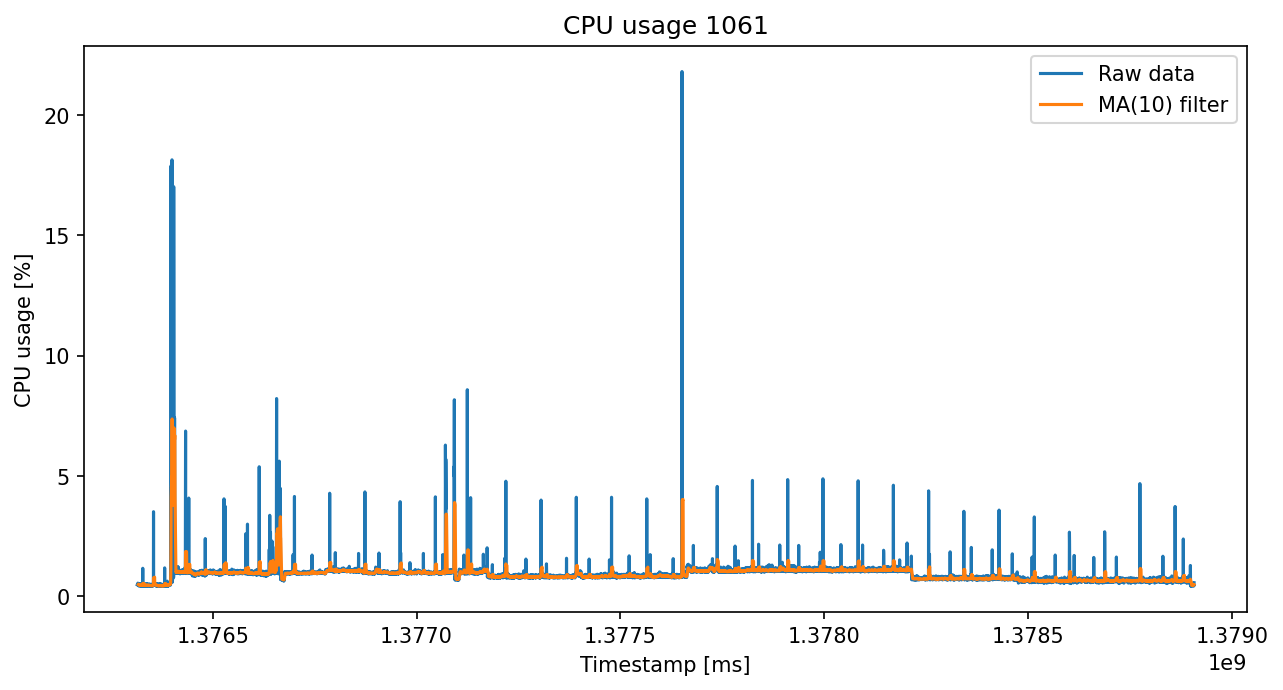 CPU usage 1061
Raw data
MA(10) filter
CPU usage [%]
20
15
10
5
0
1.3765 1.3770 1.3775 1.3780 1.3785 1.3790
1e9
Timestamp [ms]